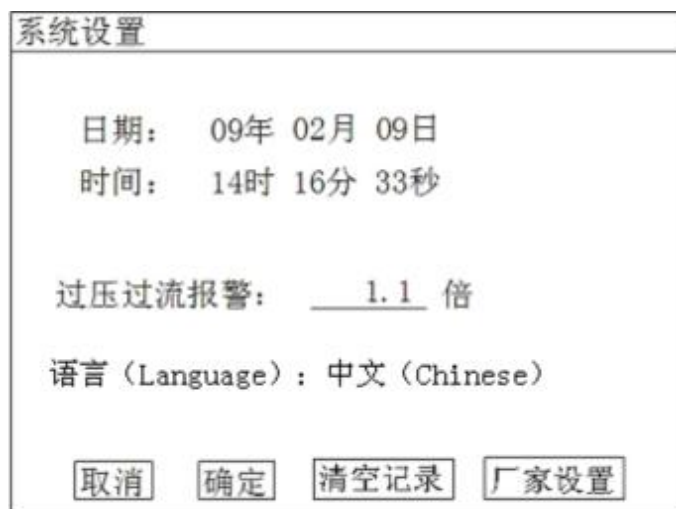 系统设置
日期： 09年 02月 09日
时间： 14时 16分 33秒
过压过流报警： 1.1 倍
语言（Language）：中文（Chinese）
取消 确定 清空记录 厂家设置